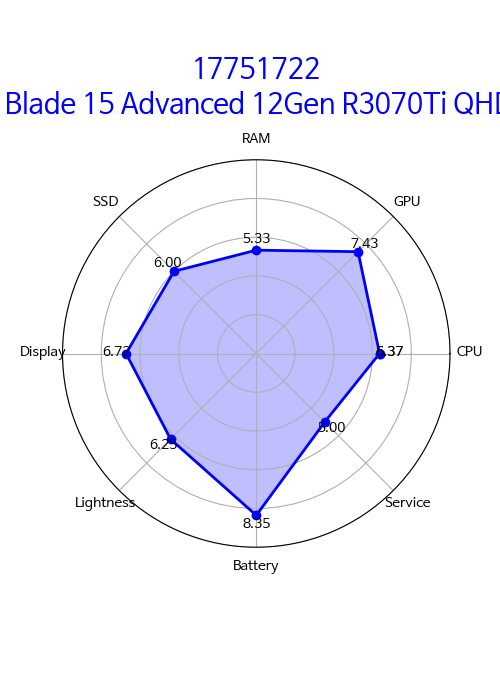 17751722
Blade 15 Advanced 12Gen R3070Ti QHD
RAM
SSD
GPU
5.33
7.43
6.00
Display
6.72
6.37
CPU
5.00
6.25
Lightness
Service
8.35
Battery